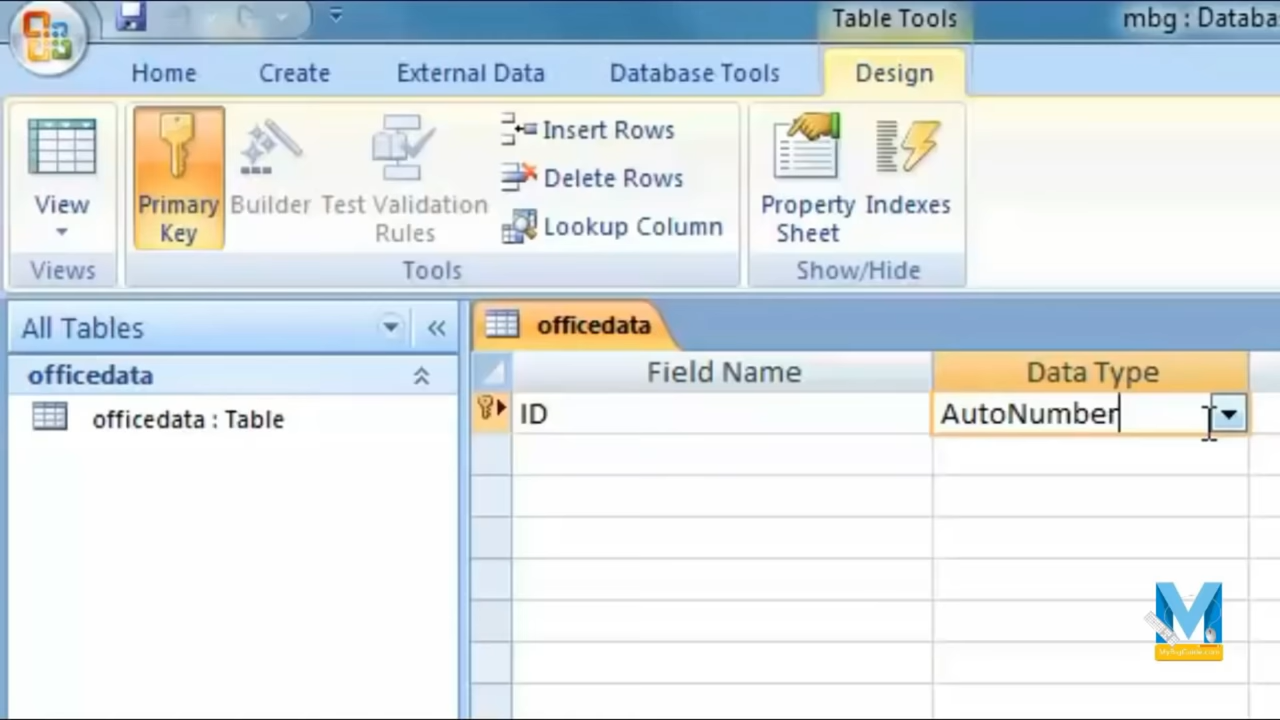 Table Tools
mbg : Databa
Home
Create
External Data
Database Tools
Design
View
Primary
Key
Builder
Test Validation
Rules
Insert Rows
Delete Rows
Lookup Column
Property
Sheet
Indexes
Views
Tools
Show/Hide
All Tables
officedata
officedata : Table
officedata
Field Name
Data Type
ID
AutoNumber
MyBigGuide.com